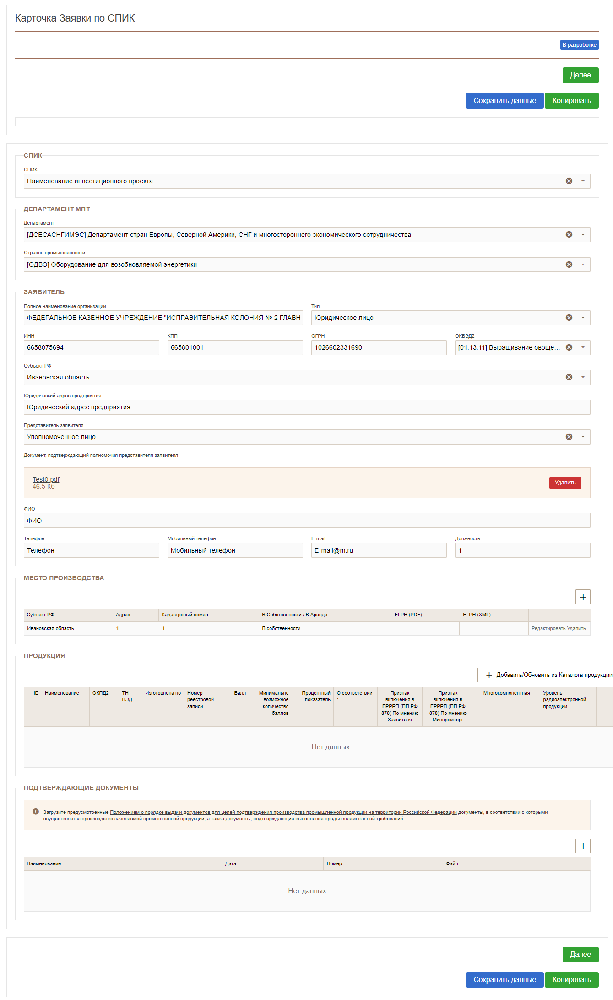 Карточка Заявки по СПИК
В разработке
Далее
Сохранить данные Копировать
СПИК
СПИК
Наименование инвестиционного проекта
ДЕПАРТАМЕНТ МПТ
Департамент
[ДСЕСАСНГИМЭС] Департамент стран Европы, Северной Америки, СНГ и многостороннего экономического сотрудничества
Отрасль промышленности
[ОДВЭ] Оборудование для возобновляемой энергетики
ЗАЯВИТЕЛЬ
Полное наименование организации Тип
ФЕДЕРАЛЬНОЕ КАЗЕННОЕ УЧРЕЖДЕНИЕ "ИСПРАВИТЕЛЬНАЯ КОЛОНИЯ № 2 ГЛАВН Юридическое лицо
ИНН КПП ОГРН ОКВЭД2
6658075694 665801001 1026602331690 [01.13.11] Выращивание овоще...
Субъект РФ
Ивановская область
Юридический адрес предприятия
Юридический адрес предприятия
Представитель заявителя
Уполномоченное лицо
Документ, подтверждающий полномочия представителя заявителя
Test0.pdf
46.5 Кб
Удалить
ФИО
ФИО
Телефон Мобильный телефон E-mail Должность
Телефон Мобильный телефон E-mail@m.ru 1
МЕСТО ПРОИЗВОДСТВА
+
Субъект РФ Адрес Кадастровый номер В Собственности / В Аренде ЕГРН (PDF) ЕГРН (XML)
Ивановская область 1 1 В собственности Редактировать Удалить
ПРОДУКЦИЯ
+ Добавить/Обновить из Каталога продукции
ID Наименование ОКПД2 ТН Изготовлена по Номер Балл Минимально Процентный О соответствии Признак Признак Многокомпонентная Уровень
ВЭД реестровой возможное показатель * включения в включения в радиоэлектронной
записи количество ЕРРРП (ПП РФ ЕРРРП (ПП РФ продукции
баллов 878) По мнению 878) По мнению
Заявителя Минпромторг
Нет данных
ПОДТВЕРЖДАЮЩИЕ ДОКУМЕНТЫ
Загрузите предусмотренные Положением о порядке выдачи документов для целей подтверждения производства промышленной продукции на территории Российской Федерации документы, в соответствии с которыми
осуществляется производство заявляемой промышленной продукции, а также документы, подтверждающие выполнение предъявляемых к ней требований
+
Наименование Дата Номер Файл
Нет данных
Далее
Сохранить данные Копировать